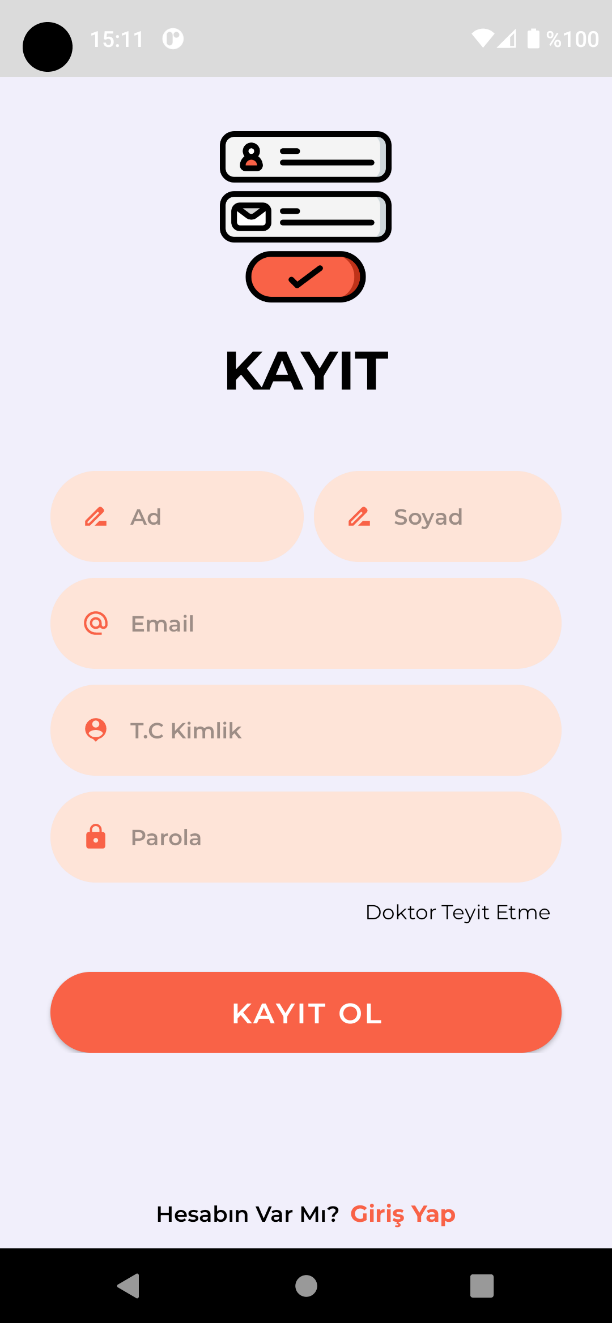 15:11 %100
KAYIT
Ad Soyad
Email
T.C Kimlik
Parola
Doktor Teyit Etme
KAYIT OL
Hesabın Var Mı? Giriş Yap